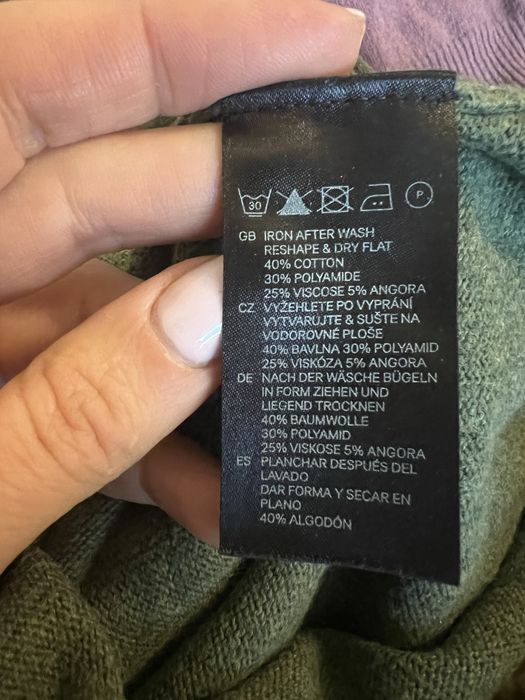 30 P
GB IRON AFTER WASH
RESHAPE & DRY FLAT
40% COTTON
30% POLYAMIDE
25% VISCOSE 5% ANGORA
CZ VYŽEHLETE PO VYPRÁNÍ
VYTVARUJTE & SUŠTE NA
VODOROVNÉ PLOŠE
40% BAVLNA 30% POLYAMID
25% VISKÓZA 5% ANGORA
DE NACH DER WÄSCHE BÜGELN
IN FORM ZIEHEN UND
LIEGEND TROCKNEN
40% BAUMWOLLE
30% POLYAMID
25% VISKOSE 5% ANGORA
ES PLANCHAR DESPUÉS DEL
LAVADO
DAR FORMA Y SECAR EN
PLANO
40% ALGODÓN